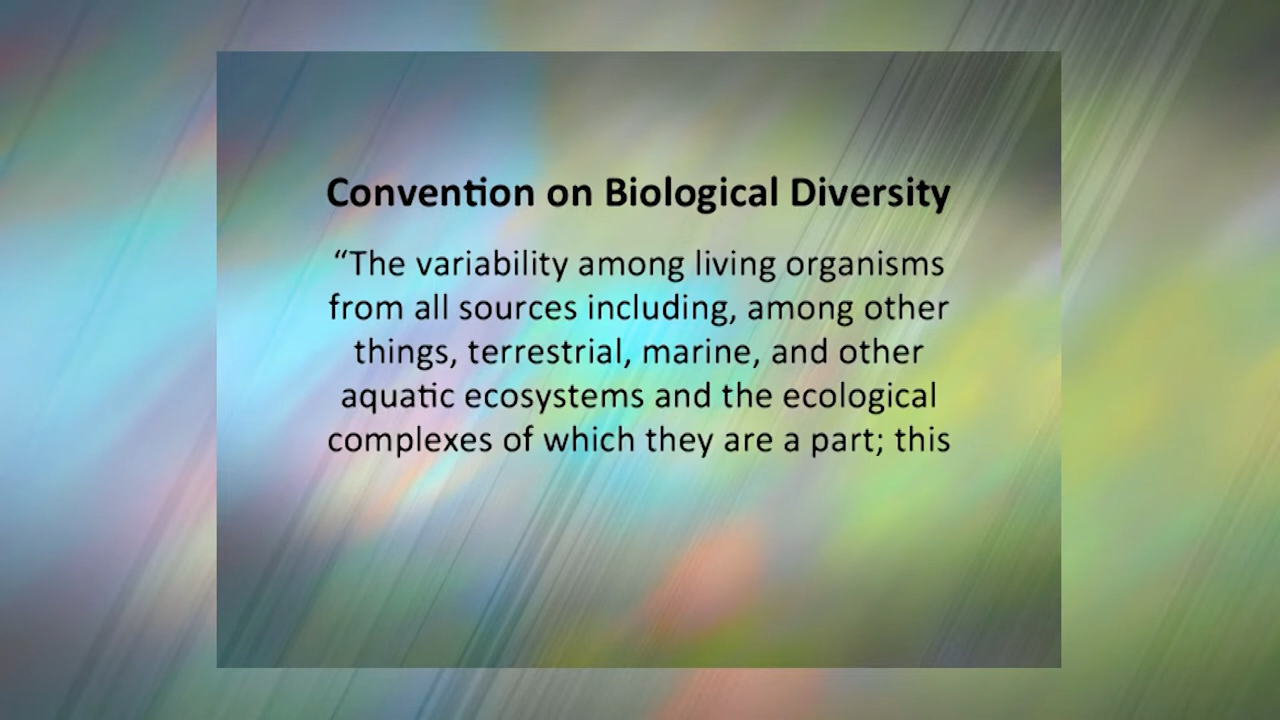 Convention on Biological Diversity
“The variability among living organisms
from all sources including, among other
things, terrestrial, marine, and other
aquatic ecosystems and the ecological
complexes of which they are a part; this